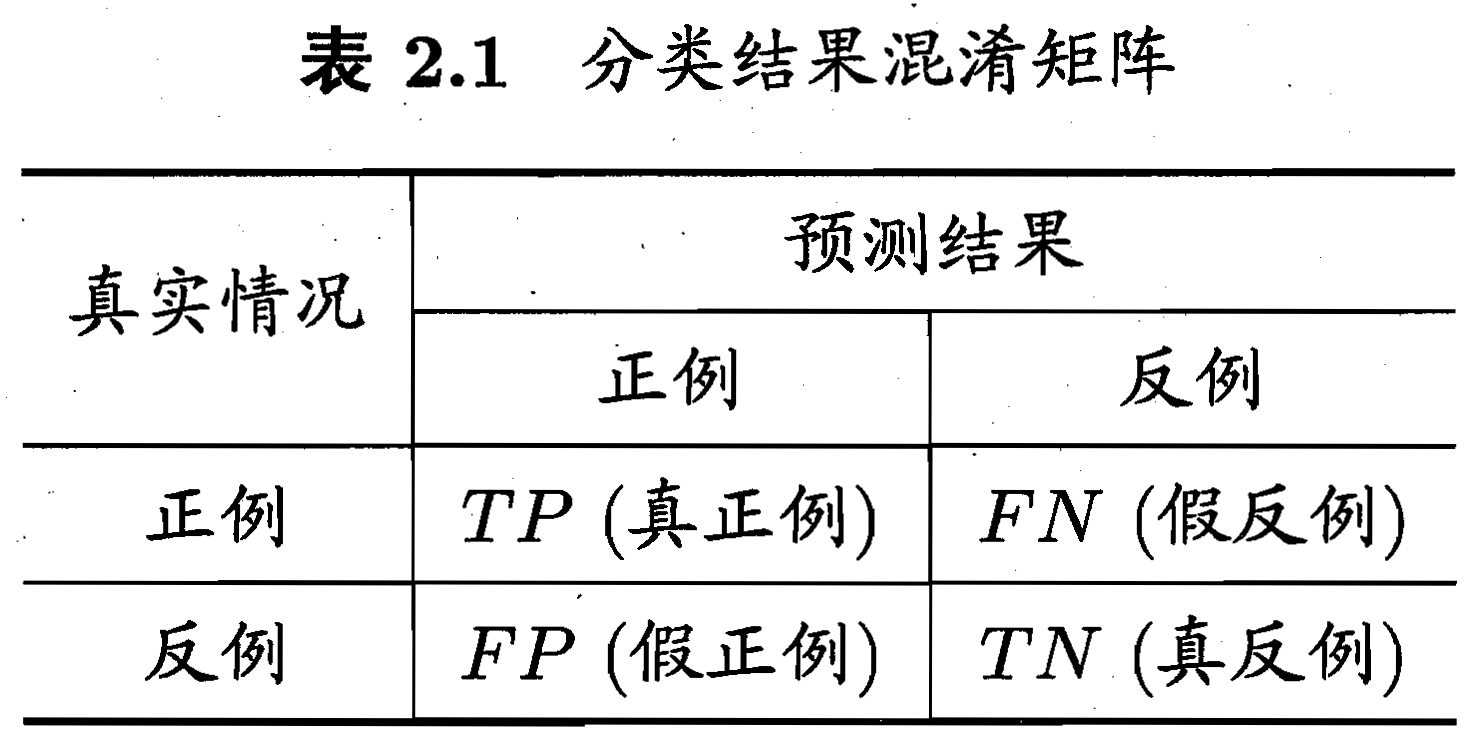 表 2.1 分类结果混淆矩阵
真实情况 预测结果
正例 反例
正例 TP (真正例) FN (假反例)
反例 FP (假正例) TN (真反例)